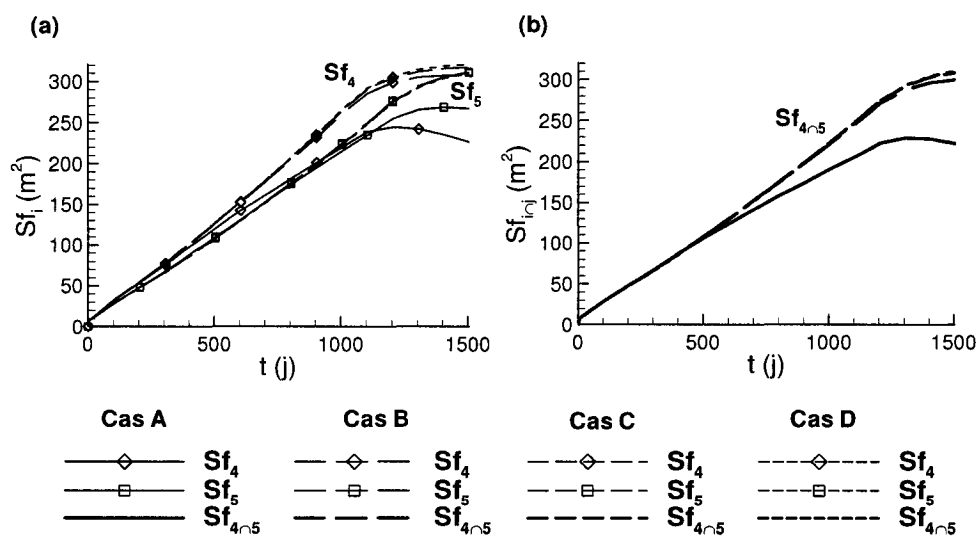 (a)
(b)
Sf₄
Sf₅
Sf₄∩₅
Sfᵢ (m²)
300
250
200
150
100
50
0
0 500 1000 1500
t (j)
Sfᵢ∩ⱼ (m²)
300
250
200
150
100
50
0
0 500 1000 1500
t (j)
Cas A Cas B Cas C Cas D
Sf₄ Sf₄ Sf₄ Sf₄
Sf₅ Sf₅ Sf₅ Sf₅
Sf₄∩₅ Sf₄∩₅ Sf₄∩₅ Sf₄∩₅